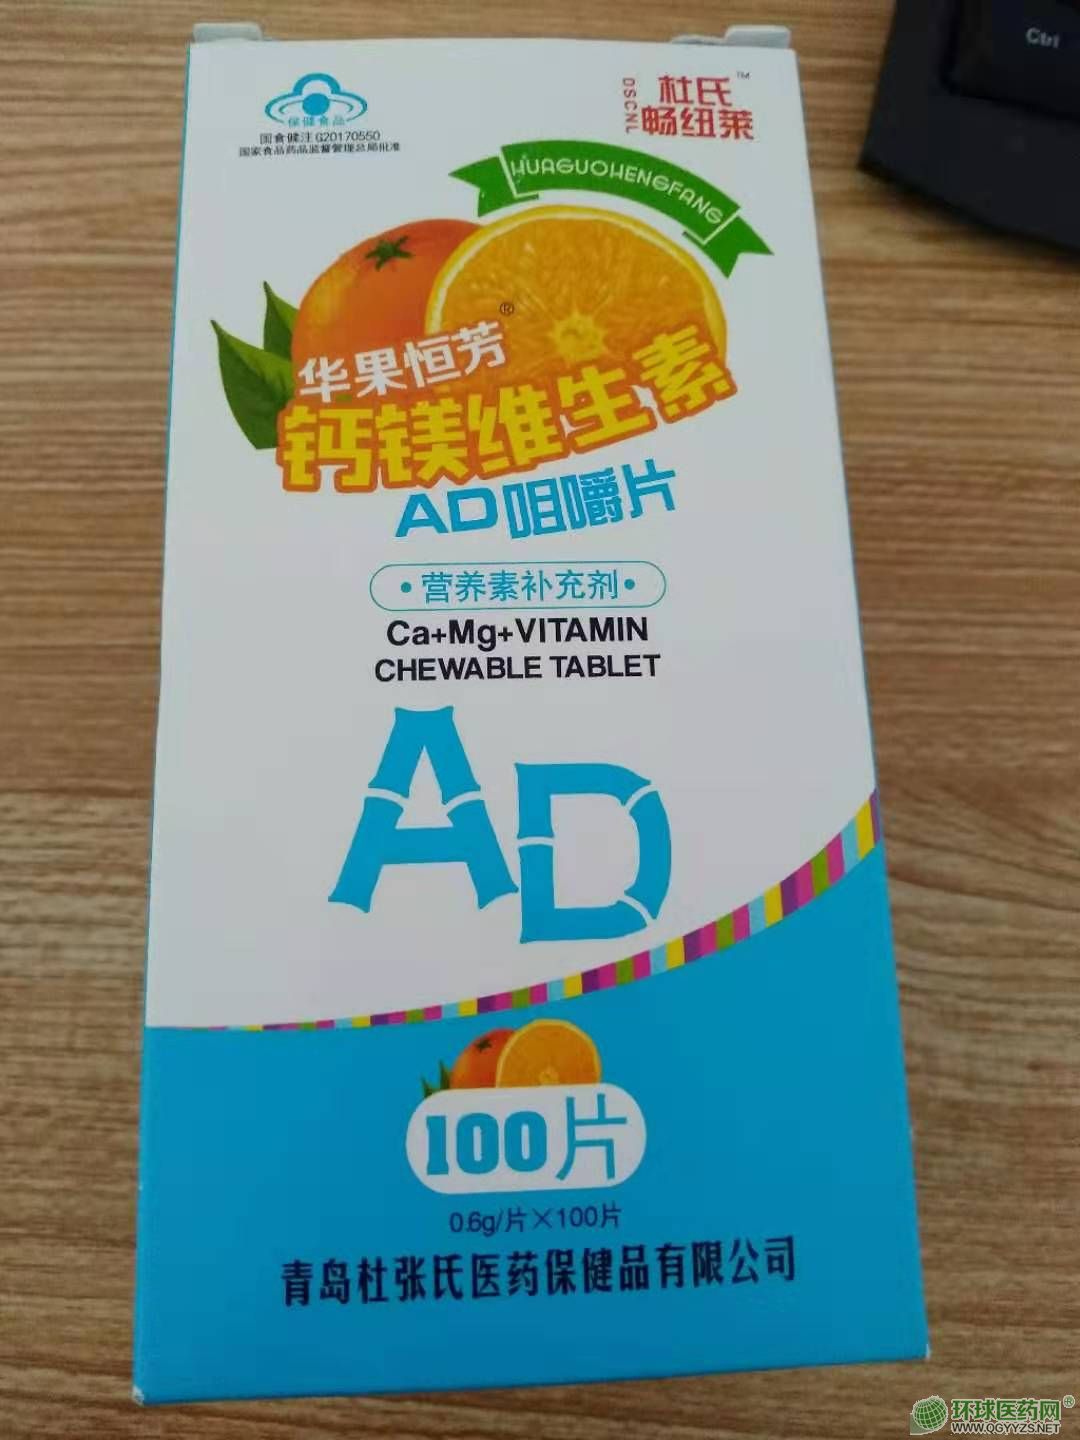 Ctrl
保健食品
国食健注G20170550
国家食品药品监督管理总局批准
DSCNL
杜氏™
畅纽莱
HUAGUOHENGFANG
华果恒芳®
钙镁维生素
AD咀嚼片
·营养素补充剂·
Ca+Mg+VITAMIN
CHEWABLE TABLET
AD
100片
0.6g/片×100片
青岛杜张氏医药保健品有限公司
环球医药网®
WWW.QGYYZS.NET